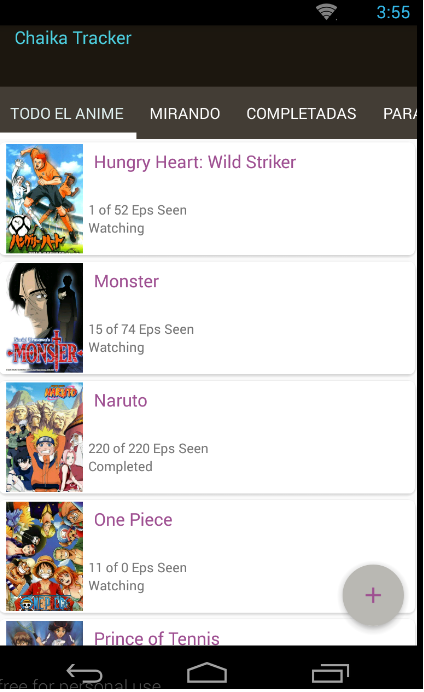 3:55
Chaika Tracker
TODO EL ANIME MIRANDO COMPLETADAS PARA
Hungry Heart: Wild Striker
1 of 52 Eps Seen
Watching
Monster
15 of 74 Eps Seen
Watching
MONSTER
Naruto
220 of 220 Eps Seen
Completed
One Piece
11 of 0 Eps Seen
Watching
+
Prince of Tennis
free for personal use